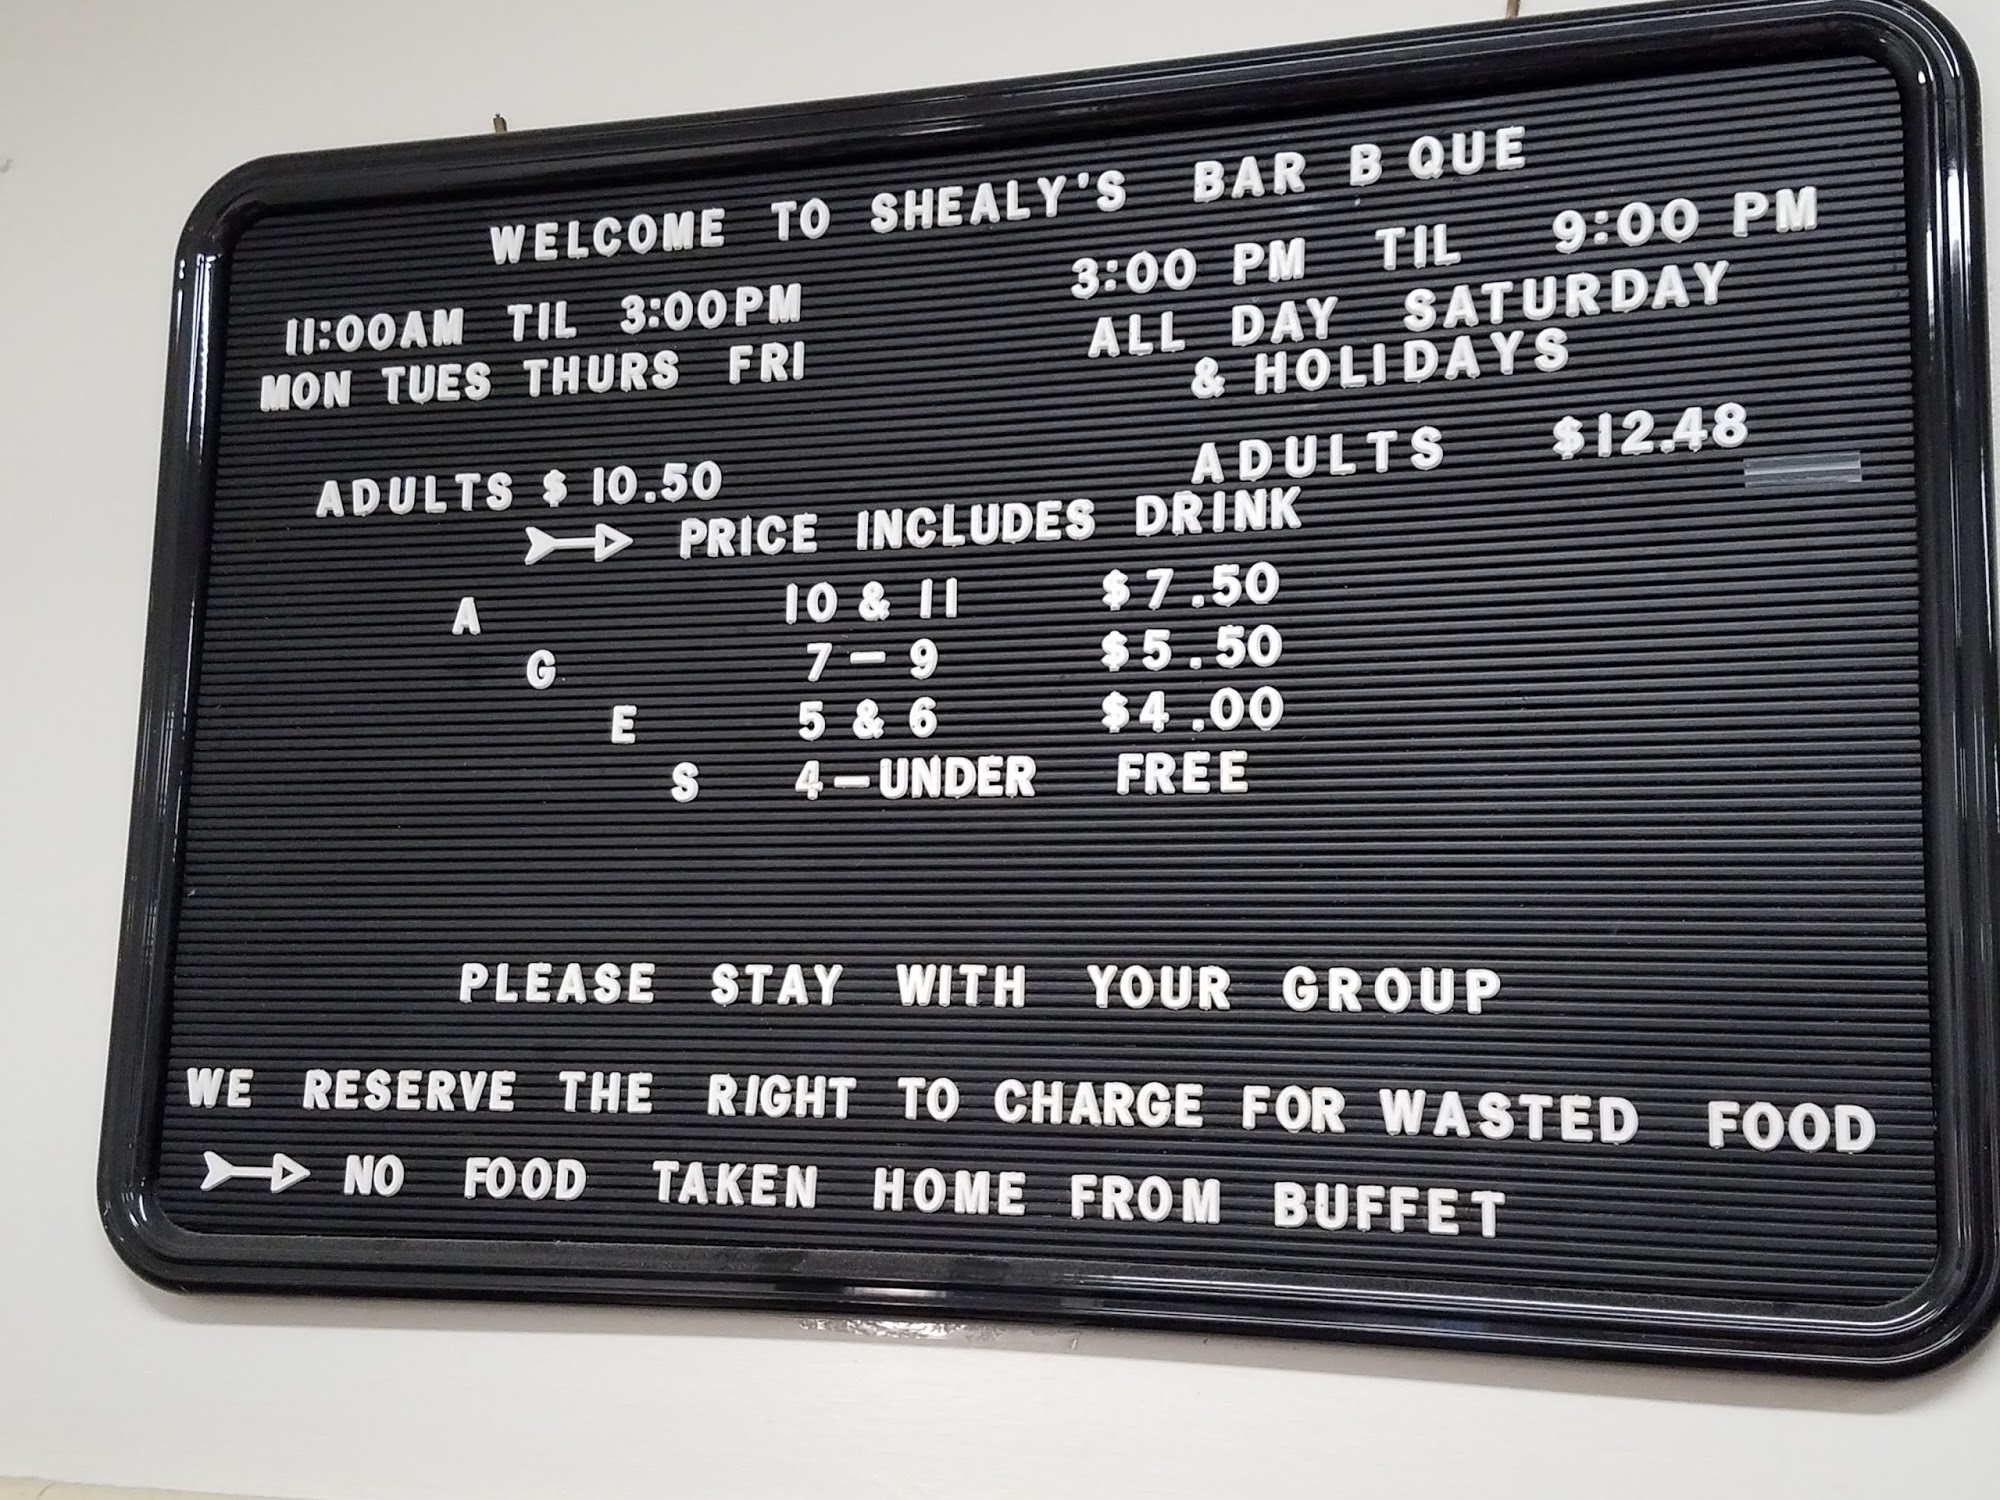 WELCOME TO SHEALY'S BAR B QUE
11:00AM TIL 3:00PM
MON TUES THURS FRI
3:00 PM TIL 9:00 PM
ALL DAY SATURDAY
& HOLIDAYS
ADULTS $10.50
ADULTS $12.48
PRICE INCLUDES DRINK
A 10 & 11 $7.50
G 7-9 $5.50
E 5 & 6 $4.00
S 4-UNDER FREE
PLEASE STAY WITH YOUR GROUP
WE RESERVE THE RIGHT TO CHARGE FOR WASTED FOOD
NO FOOD TAKEN HOME FROM BUFFET